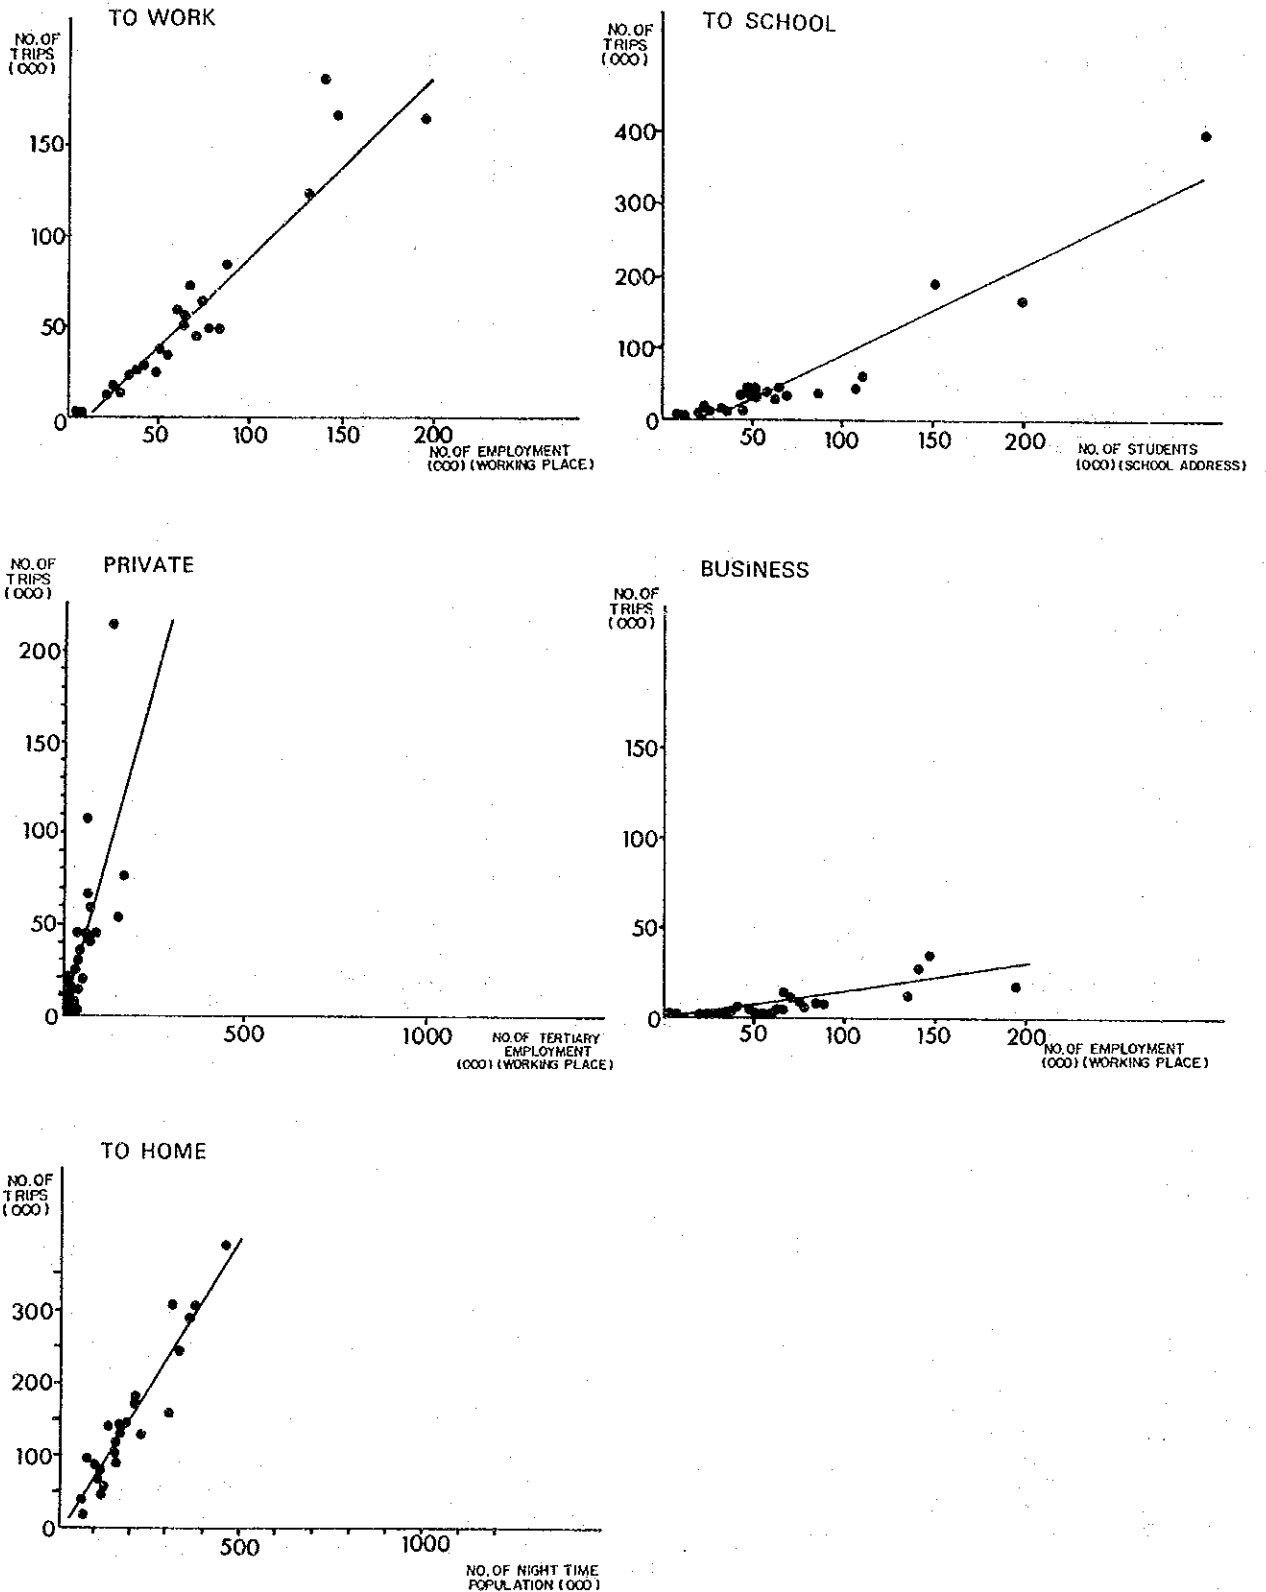 TO WORK
NO. OF
TRIPS
(000)
150
100
50
0
50
100
150
200
NO. OF EMPLOYMENT
(000) (WORKING PLACE)
TO SCHOOL
NO. OF
TRIPS
(000)
400
300
200
100
0
50
100
150
200
NO. OF STUDENTS
(000) (SCHOOL ADDRESS)
PRIVATE
NO. OF
TRIPS
(000)
200
150
100
50
0
500
1000
NO. OF TERTIARY
EMPLOYMENT
(000) (WORKING PLACE)
BUSINESS
NO. OF
TRIPS
(000)
150
100
50
0
50
100
150
200
NO. OF EMPLOYMENT
(000) (WORKING PLACE)
TO HOME
NO. OF
TRIPS
(000)
300
200
100
0
500
1000
NO. OF NIGHT TIME
POPULATION (000)